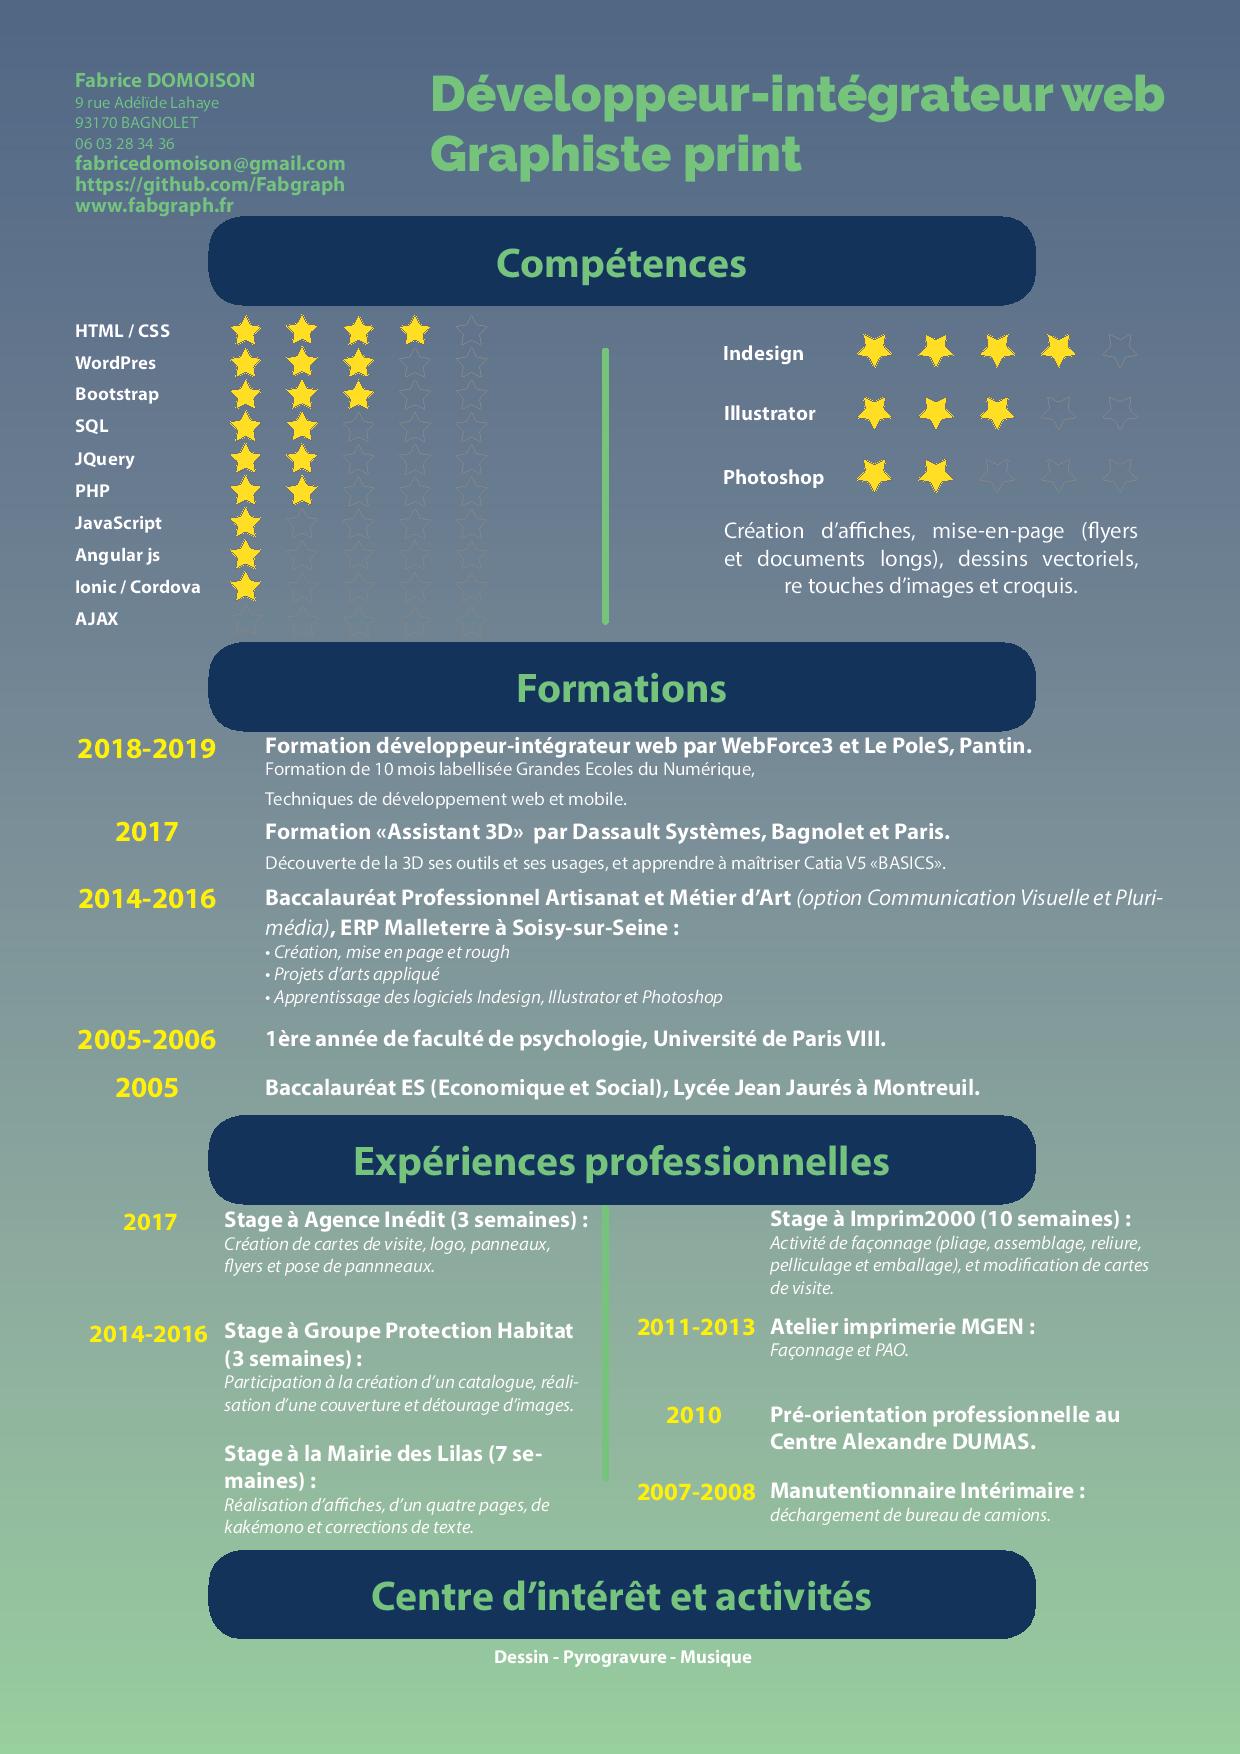 Fabrice DOMOISON
9 rue Adélïde Lahaye
93170 BAGNOLET
06 03 28 34 36
fabricedomoison@gmail.com
https://github.com/Fabgraph
www.fabgraph.fr
Développeur-intégrateur web
Graphiste print
Compétences
HTML / CSS
WordPres
Bootstrap
SQL
JQuery
PHP
JavaScript
Angular js
Ionic / Cordova
AJAX
Indesign
Illustrator
Photoshop
Création d’affiches, mise-en-page (flyers
et documents longs), dessins vectoriels,
re touches d’images et croquis.
Formations
2018-2019 Formation développeur-intégrateur web par WebForce3 et Le PoleS, Pantin.
Formation de 10 mois labellisée Grandes Ecoles du Numérique,
Techniques de développement web et mobile.
2017 Formation «Assistant 3D» par Dassault Systèmes, Bagnolet et Paris.
Découverte de la 3D ses outils et ses usages, et apprendre à maîtriser Catia V5 «BASICS».
2014-2016 Baccalauréat Professionnel Artisanat et Métier d’Art (option Communication Visuelle et Pluri-
média), ERP Malleterre à Soisy-sur-Seine :
• Création, mise en page et rough
• Projets d’arts appliqué
• Apprentissage des logiciels Indesign, Illustrator et Photoshop
2005-2006 1ère année de faculté de psychologie, Université de Paris VIII.
2005 Baccalauréat ES (Economique et Social), Lycée Jean Jaurés à Montreuil.
Expériences professionnelles
2017 Stage à Agence Inédit (3 semaines) :
Création de cartes de visite, logo, panneaux,
flyers et pose de pannneaux.
2014-2016 Stage à Groupe Protection Habitat
(3 semaines) :
Participation à la création d’un catalogue, réali-
sation d’une couverture et détourage d’images.
Stage à la Mairie des Lilas (7 se-
maines) :
Réalisation d’affiches, d’un quatre pages, de
kakémono et corrections de texte.
Stage à Imprim2000 (10 semaines) :
Activité de façonnage (pliage, assemblage, reliure,
pelliculage et emballage), et modification de cartes
de visite.
2011-2013 Atelier imprimerie MGEN :
Façonnage et PAO.
2010 Pré-orientation professionnelle au
Centre Alexandre DUMAS.
2007-2008 Manutentionnaire Intérimaire :
déchargement de bureau de camions.
Centre d’intérêt et activités
Dessin - Pyrogravure - Musique